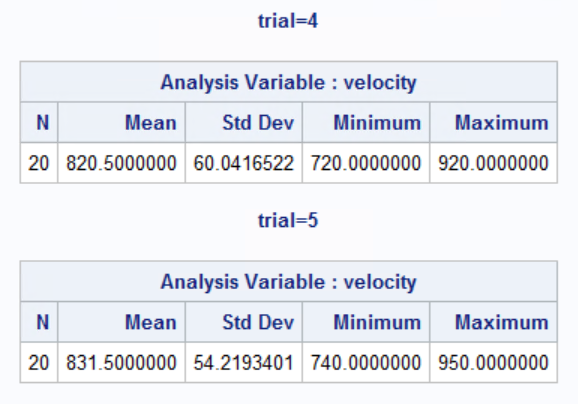 trial=4
Analysis Variable : velocity
N Mean Std Dev Minimum Maximum
20 820.5000000 60.0416522 720.0000000 920.0000000
trial=5
Analysis Variable : velocity
N Mean Std Dev Minimum Maximum
20 831.5000000 54.2193401 740.0000000 950.0000000